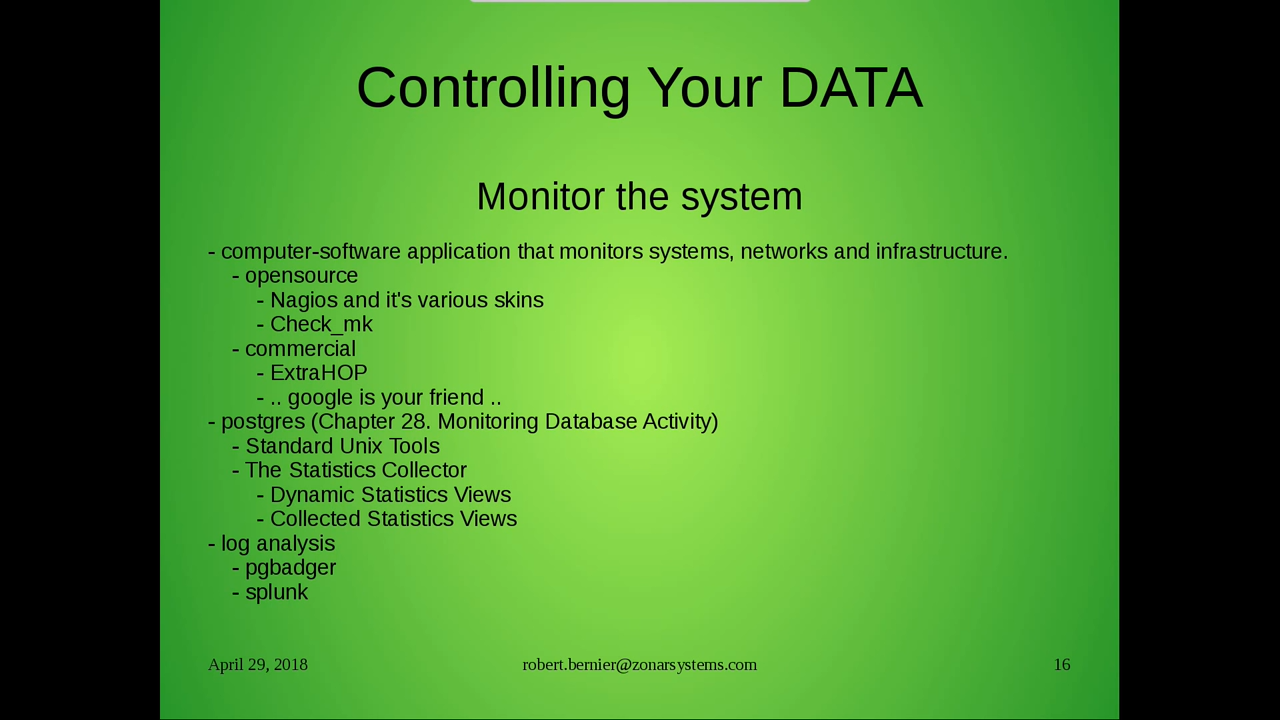 Controlling Your DATA
Monitor the system
- computer-software application that monitors systems, networks and infrastructure.
- opensource
- Nagios and it's various skins
- Check_mk
- commercial
- ExtraHOP
- .. google is your friend ..
- postgres (Chapter 28. Monitoring Database Activity)
- Standard Unix Tools
- The Statistics Collector
- Dynamic Statistics Views
- Collected Statistics Views
- log analysis
- pgbadger
- splunk
April 29, 2018 robert.bernier@zonarsystems.com 16